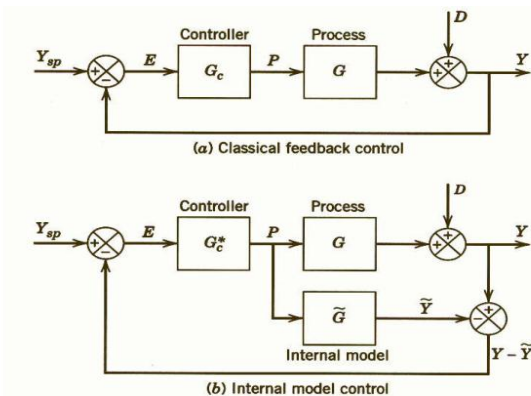 D
Controller
Process
Y_sp
E
G_c
P
G
Y
+
−
+
+
(a) Classical feedback control
D
Controller
Process
Y_sp
E
G_c^*
P
G
Y
+
−
+
+
G̃
Ỹ
−
+
Internal model
Y − Ỹ
(b) Internal model control